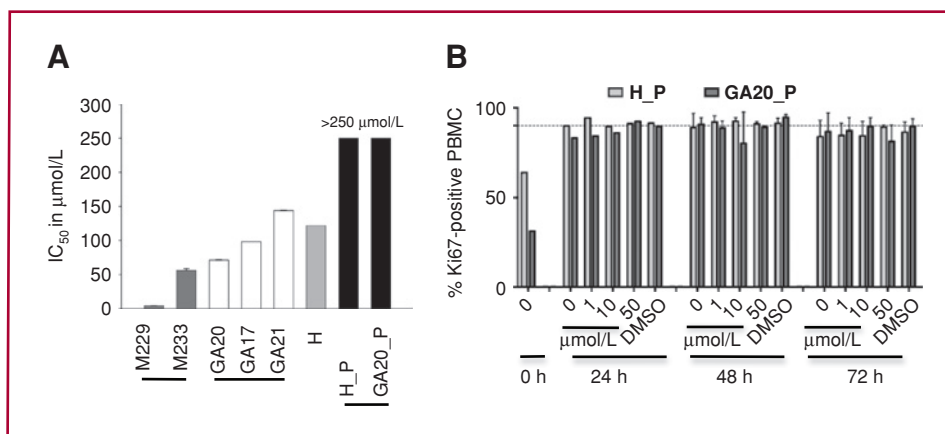 A
300
250
200
150
100
50
0
IC50 in μmol/L
>250 μmol/L
M229
M233
GA20
GA17
GA21
H
H_P
GA20_P
B
H_P
GA20_P
100
50
0
% Ki67-positive PBMC
0
0 1 10 50 DMSO
0 1 10 50 DMSO
0 1 10 50 DMSO
μmol/L μmol/L μmol/L
0 h 24 h 48 h 72 h